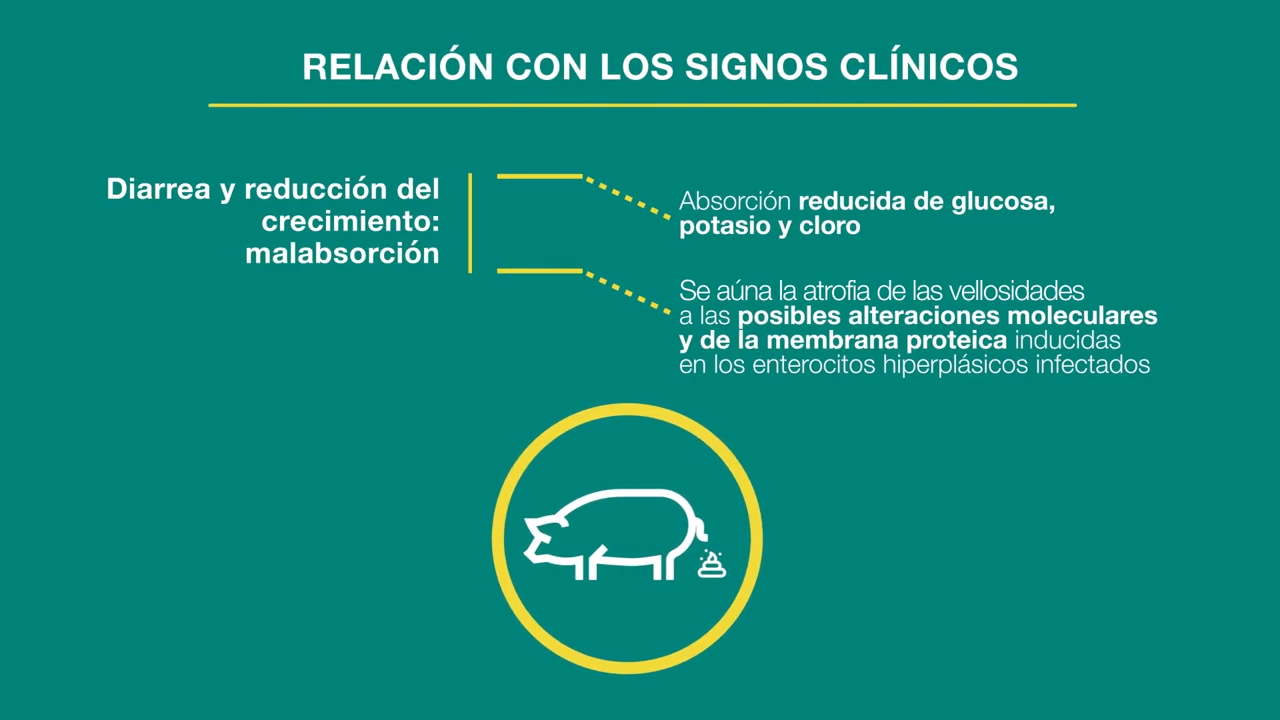 RELACIÓN CON LOS SIGNOS CLÍNICOS
Diarrea y reducción del
crecimiento:
malabsorción
Absorción reducida de glucosa,
potasio y cloro
Se aúna la atrofia de las vellosidades
a las posibles alteraciones moleculares
y de la membrana proteica inducidas
en los enterocitos hiperplásicos infectados